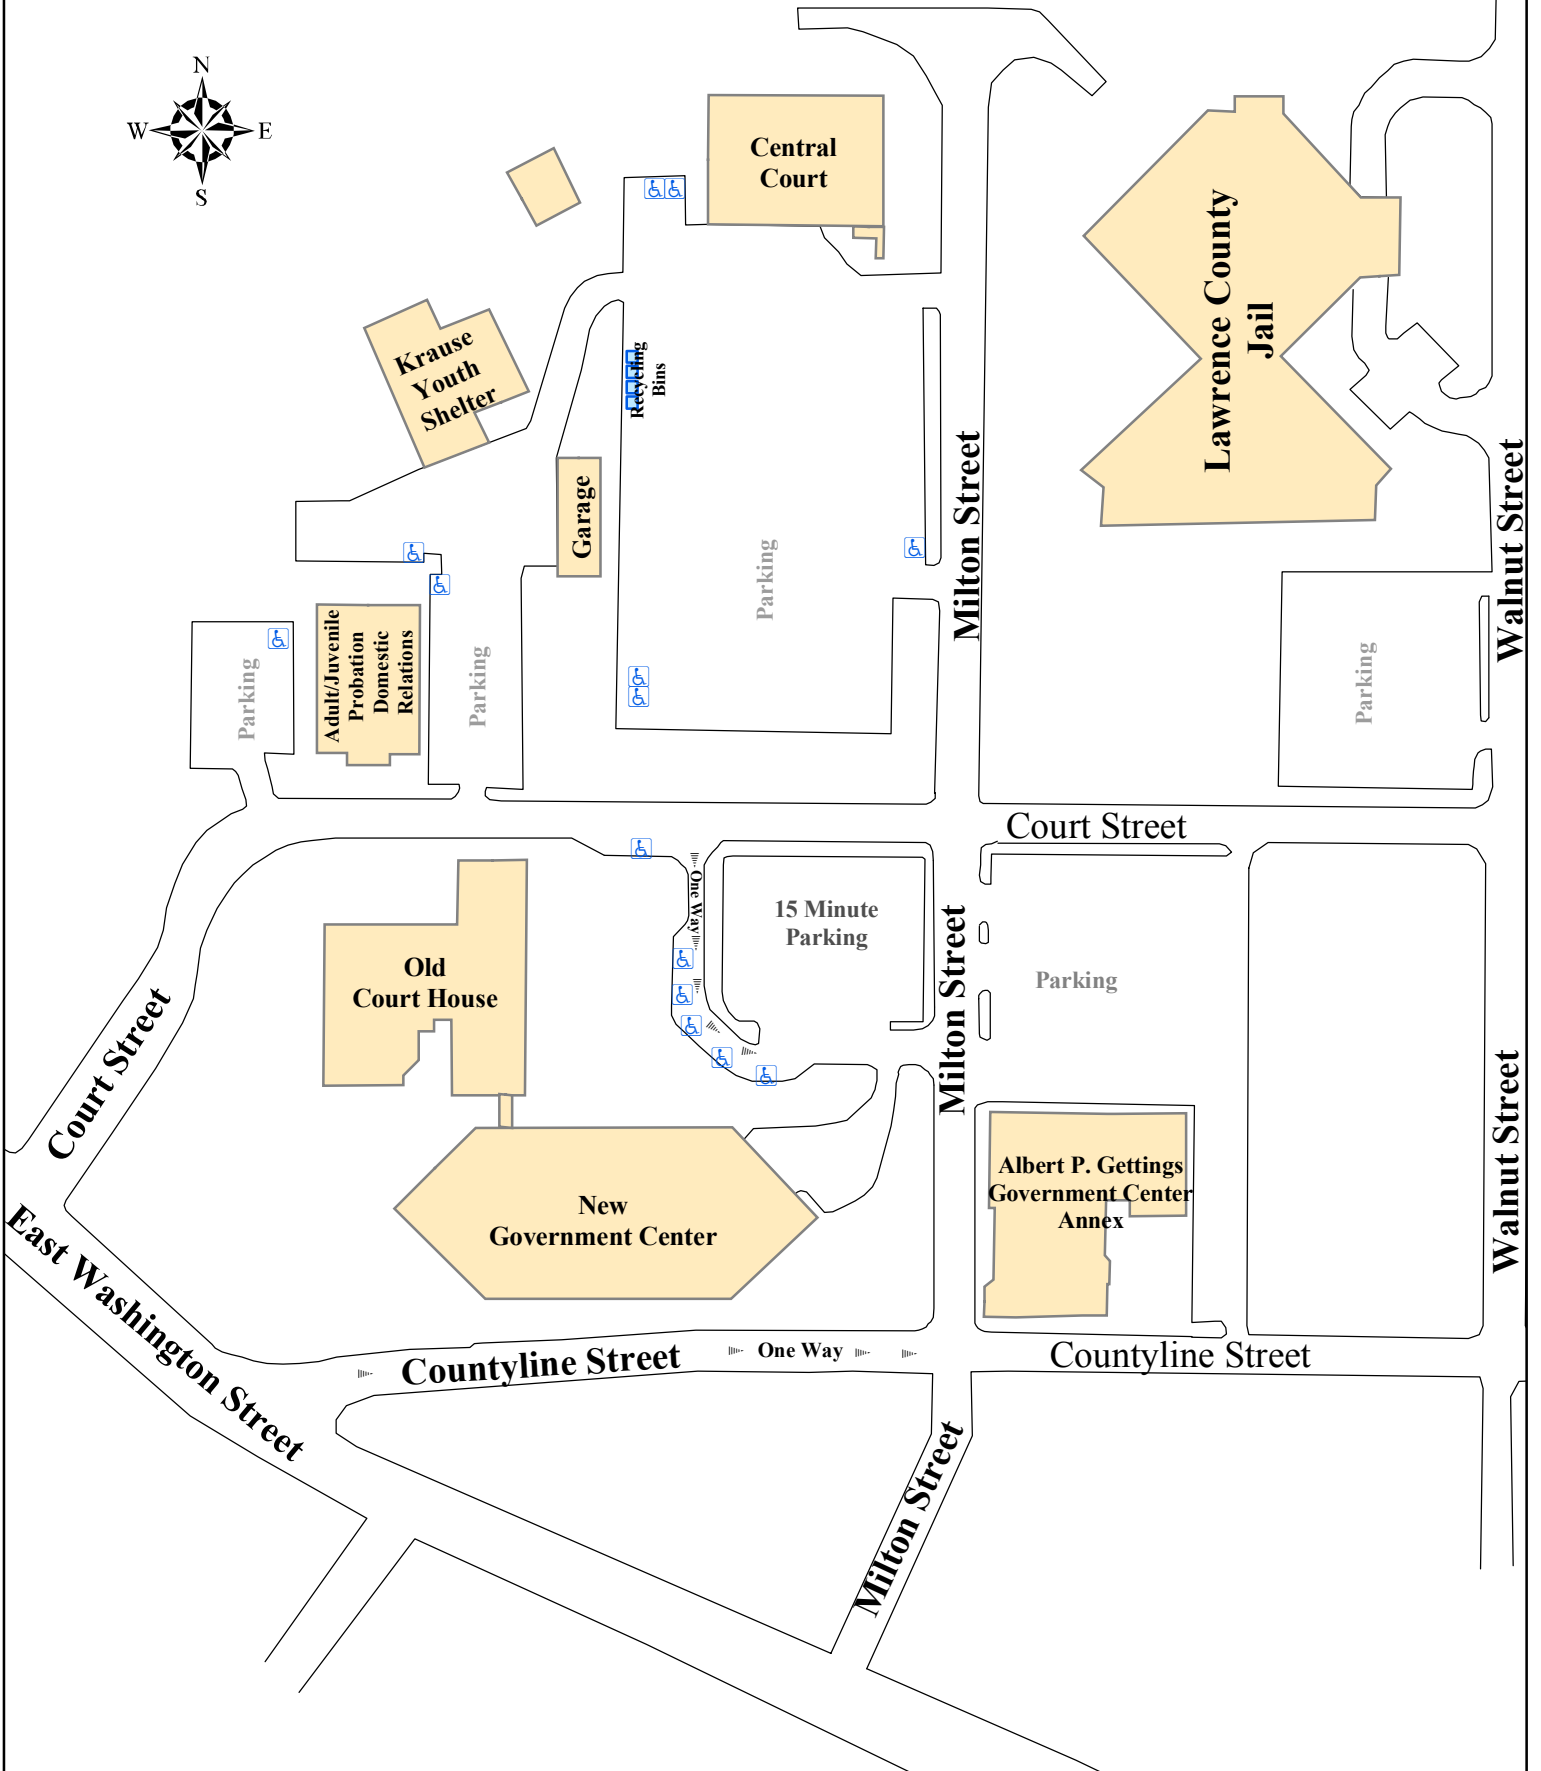 N
W
E
S
Central
Court
Lawrence County
Jail
Krause
Youth
Shelter
Recycling
Bins
Garage
Parking
Milton Street
Walnut Street
Parking
Adult/Juvenile
Probation
Domestic
Relations
Parking
Parking
Court Street
One Way
15 Minute
Parking
Milton Street
Parking
Old
Court House
Court Street
Albert P. Gettings
Government Center
Annex
Walnut Street
New
Government Center
East Washington Street
Countyline Street
One Way
Countyline Street
Milton Street